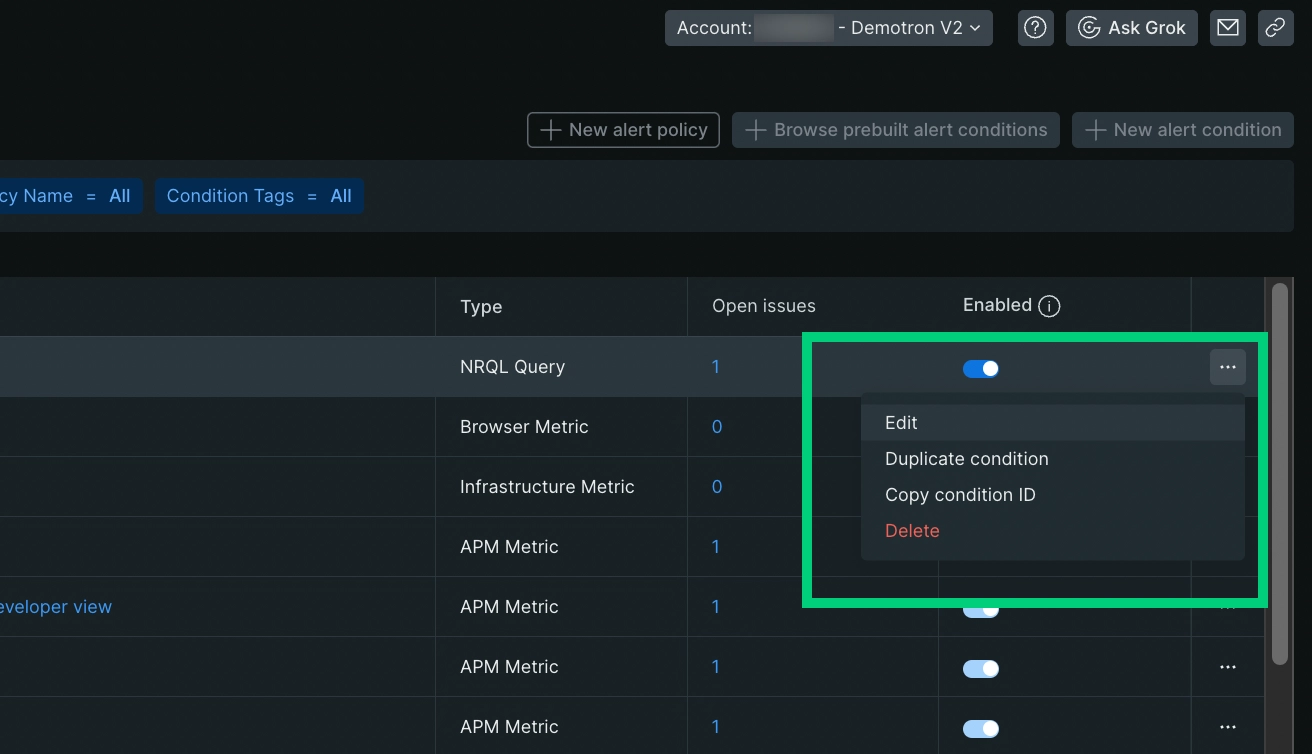 Account: - Demotron V2
Ask Grok
New alert policy
Browse prebuilt alert conditions
New alert condition
cy Name = All
Condition Tags = All
Type
Open issues
Enabled
NRQL Query
1
Edit
Browser Metric
0
Duplicate condition
Infrastructure Metric
0
Copy condition ID
Delete
APM Metric
1
eveloper view
APM Metric
1
APM Metric
1
APM Metric
1